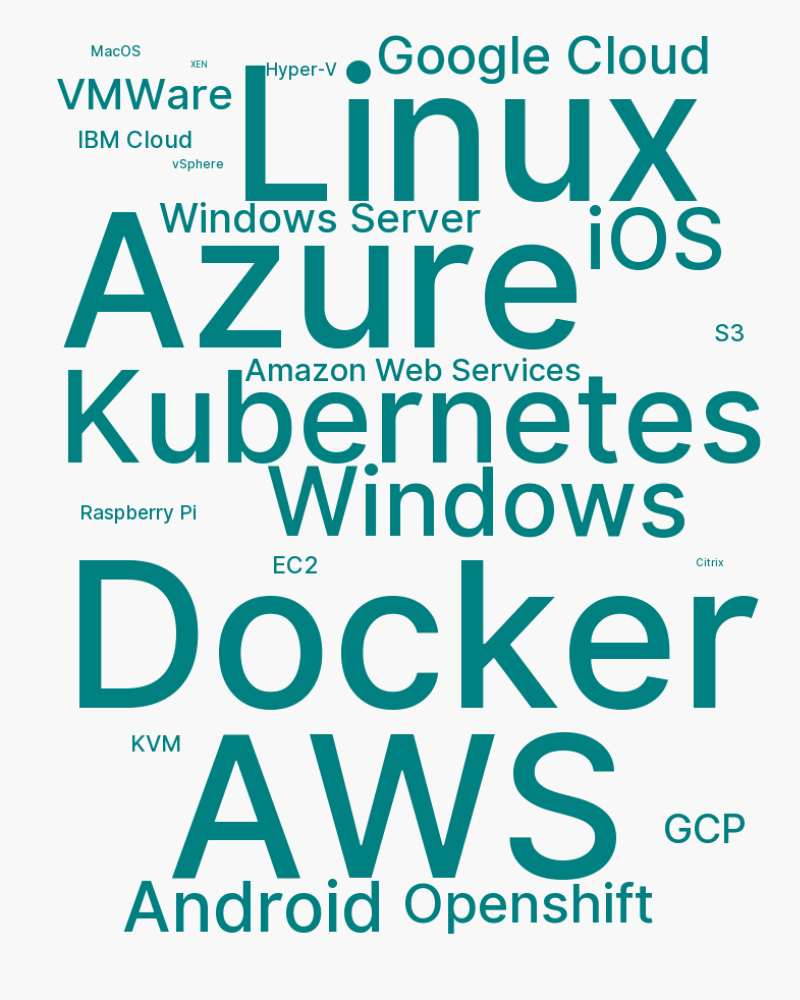 MacOS
XEN
Hyper-V
Google Cloud
VMWare
Linux
IBM Cloud
vSphere
Windows Server
iOS
Azure
S3
Amazon Web Services
Kubernetes
Windows
Raspberry Pi
EC2
Citrix
Docker
KVM
AWS
GCP
Android
Openshift